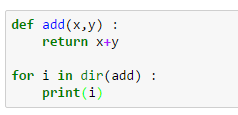 def add(x,y) :
    return x+y

for i in dir(add) :
    print(i)